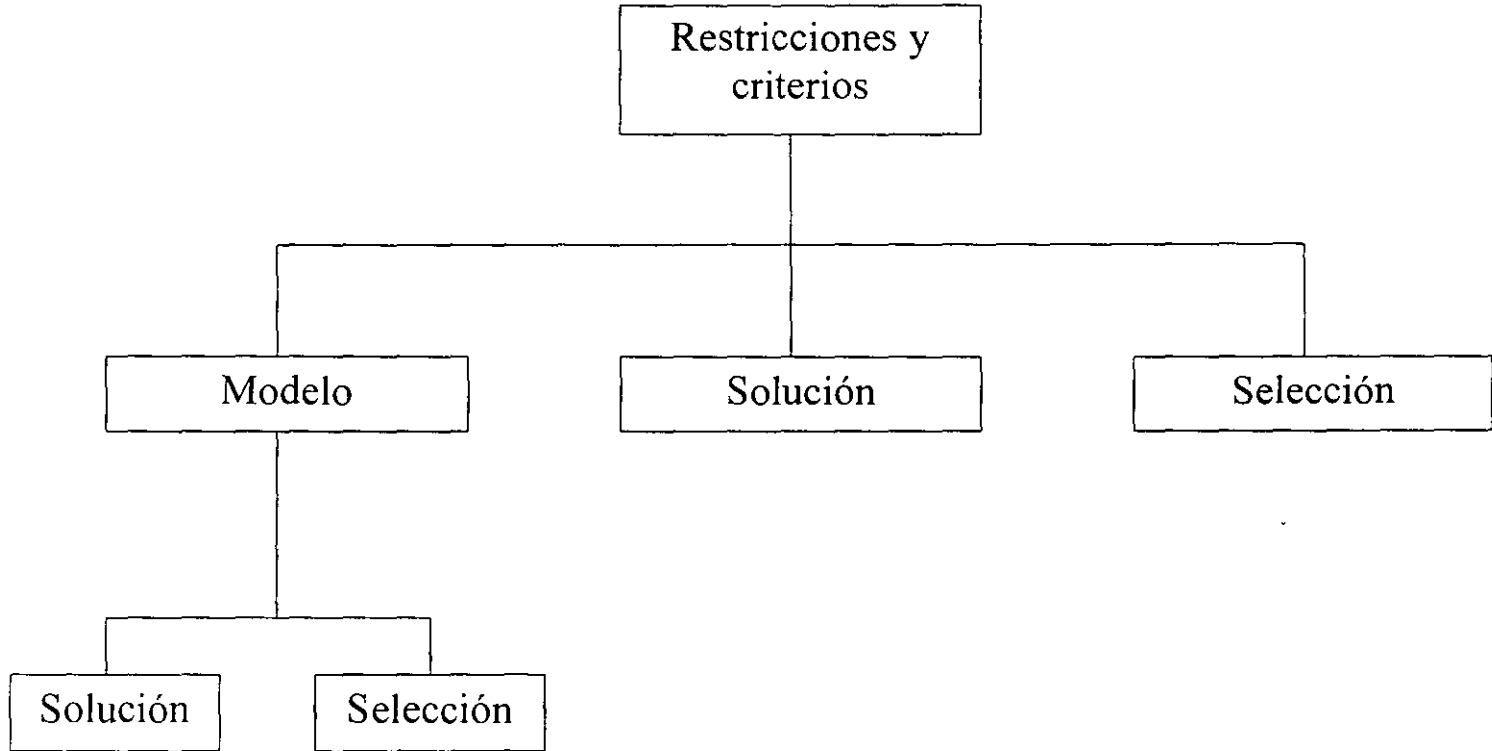 Restricciones y
criterios
Modelo
Solución
Selección
Solución
Selección